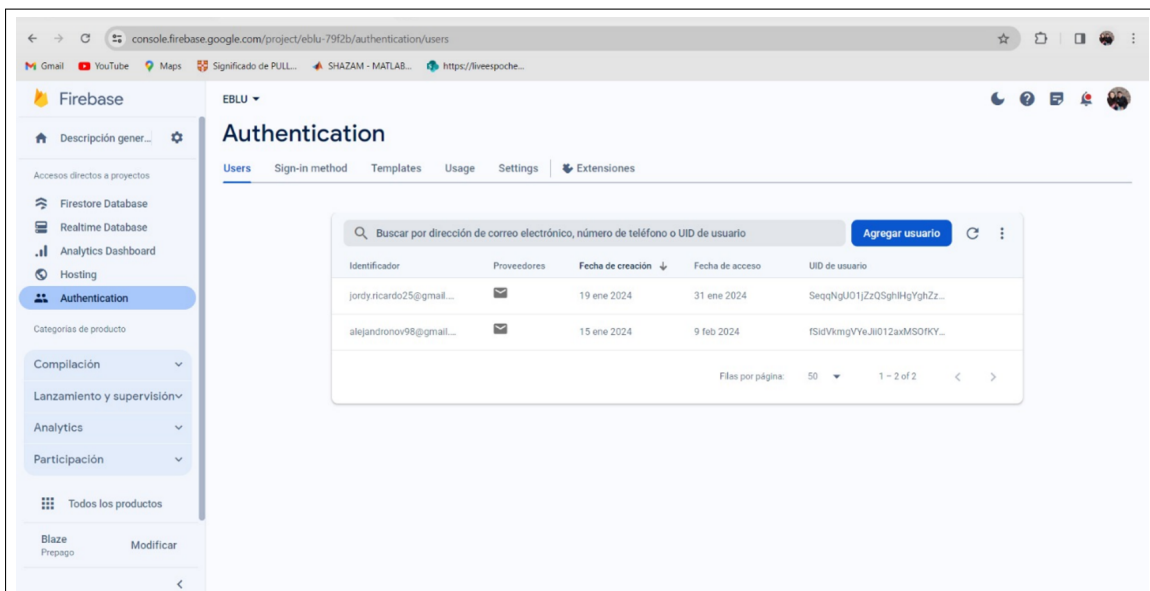 console.firebase.google.com/project/eblu-79f2b/authentication/users
Gmail YouTube Maps Significado de PULL... SHAZAM - MATLAB... https://liveespoche...
Firebase
EBLU
Descripción gener...
Authentication
Users Sign-in method Templates Usage Settings Extensiones
Accesos directos a proyectos
Firestore Database
Realtime Database
Analytics Dashboard
Hosting
Authentication
Categorías de producto
Compilación
Lanzamiento y supervisión
Analytics
Participación
Todos los productos
Blaze
Prepago
Modificar
Buscar por dirección de correo electrónico, número de teléfono o UID de usuario Agregar usuario
Identificador Proveedores Fecha de creación Fecha de acceso UID de usuario
jordy.ricardo25@gmail.... 19 ene 2024 31 ene 2024
alejandronov98@gmail.... 15 ene 2024 9 feb 2024
Filas por página: 50 1 – 2 of 2